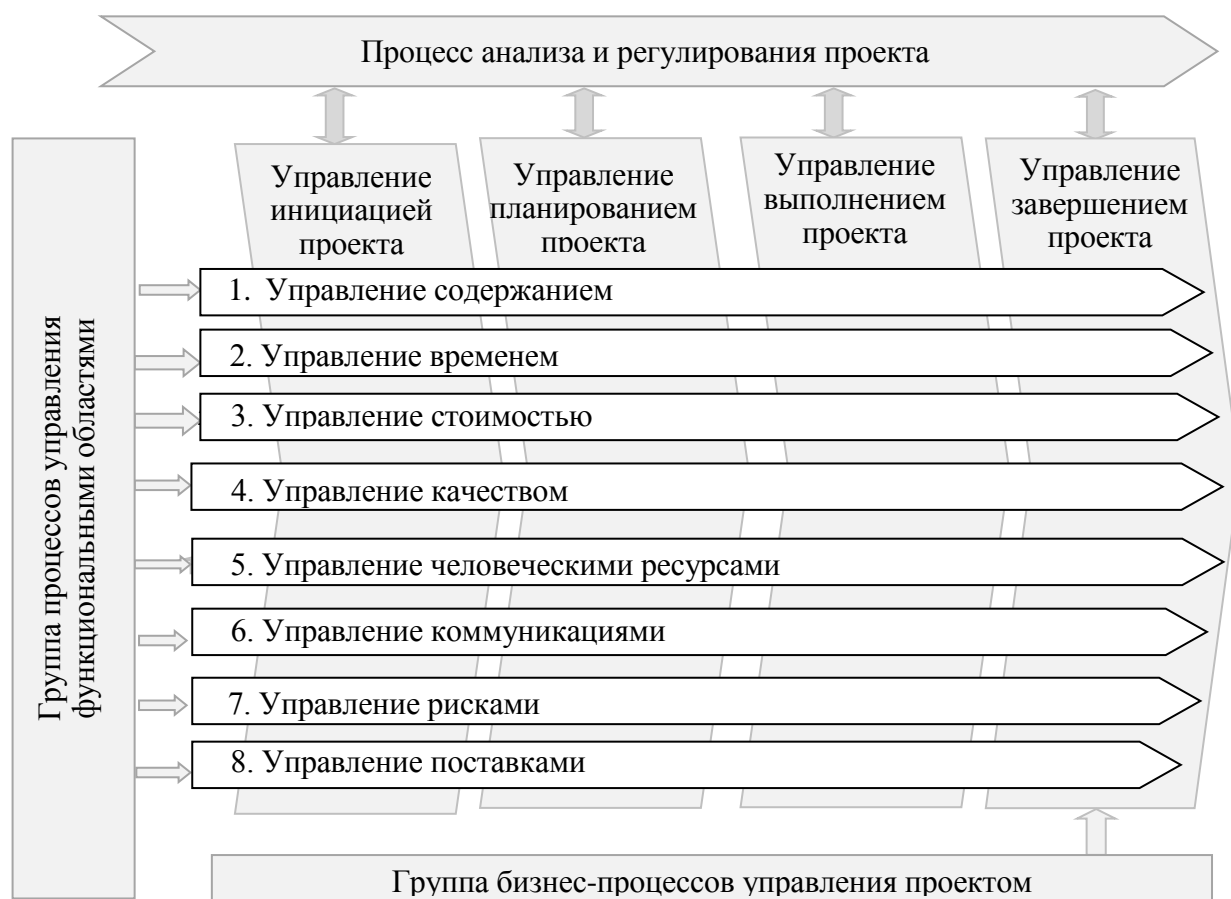 Процесс анализа и регулирования проекта
Управление
инициацией
проекта
Управление
планированием
проекта
Управление
выполнением
проекта
Управление
завершением
проекта
Группа процессов управления
функциональными областями
1. Управление содержанием
2. Управление временем
3. Управление стоимостью
4. Управление качеством
5. Управление человеческими ресурсами
6. Управление коммуникациями
7. Управление рисками
8. Управление поставками
Группа бизнес-процессов управления проектом